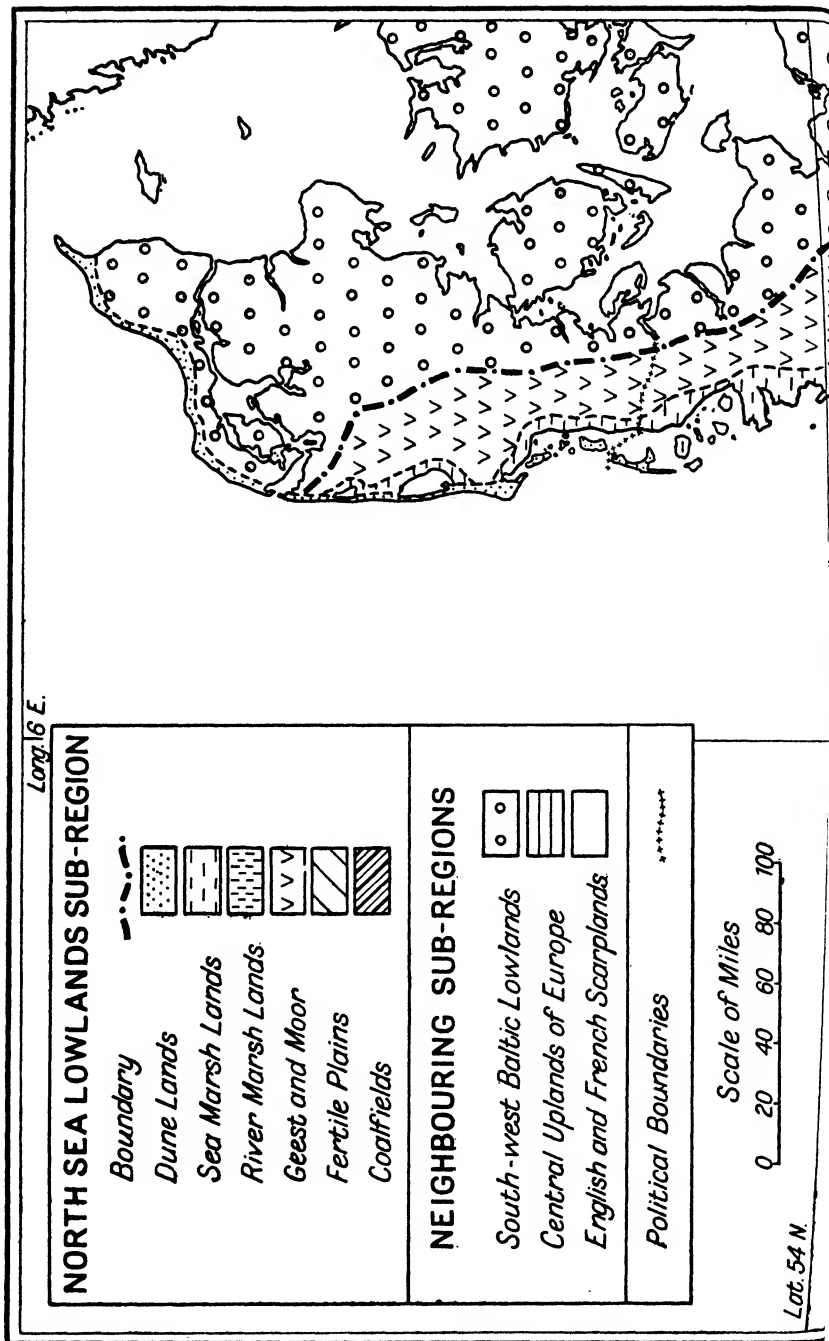 Long. 6 E.
NORTH SEA LOWLANDS SUB-REGION
Boundary
Dune Lands
Sea Marsh Lands
River Marsh Lands
Geest and Moor
Fertile Plains
Coalfields
NEIGHBOURING SUB-REGIONS
South-west Baltic Lowlands
Central Uplands of Europe
English and French Scarplands
Political Boundaries
Scale of Miles
0 20 40 60 80 100
Lat. 54 N.